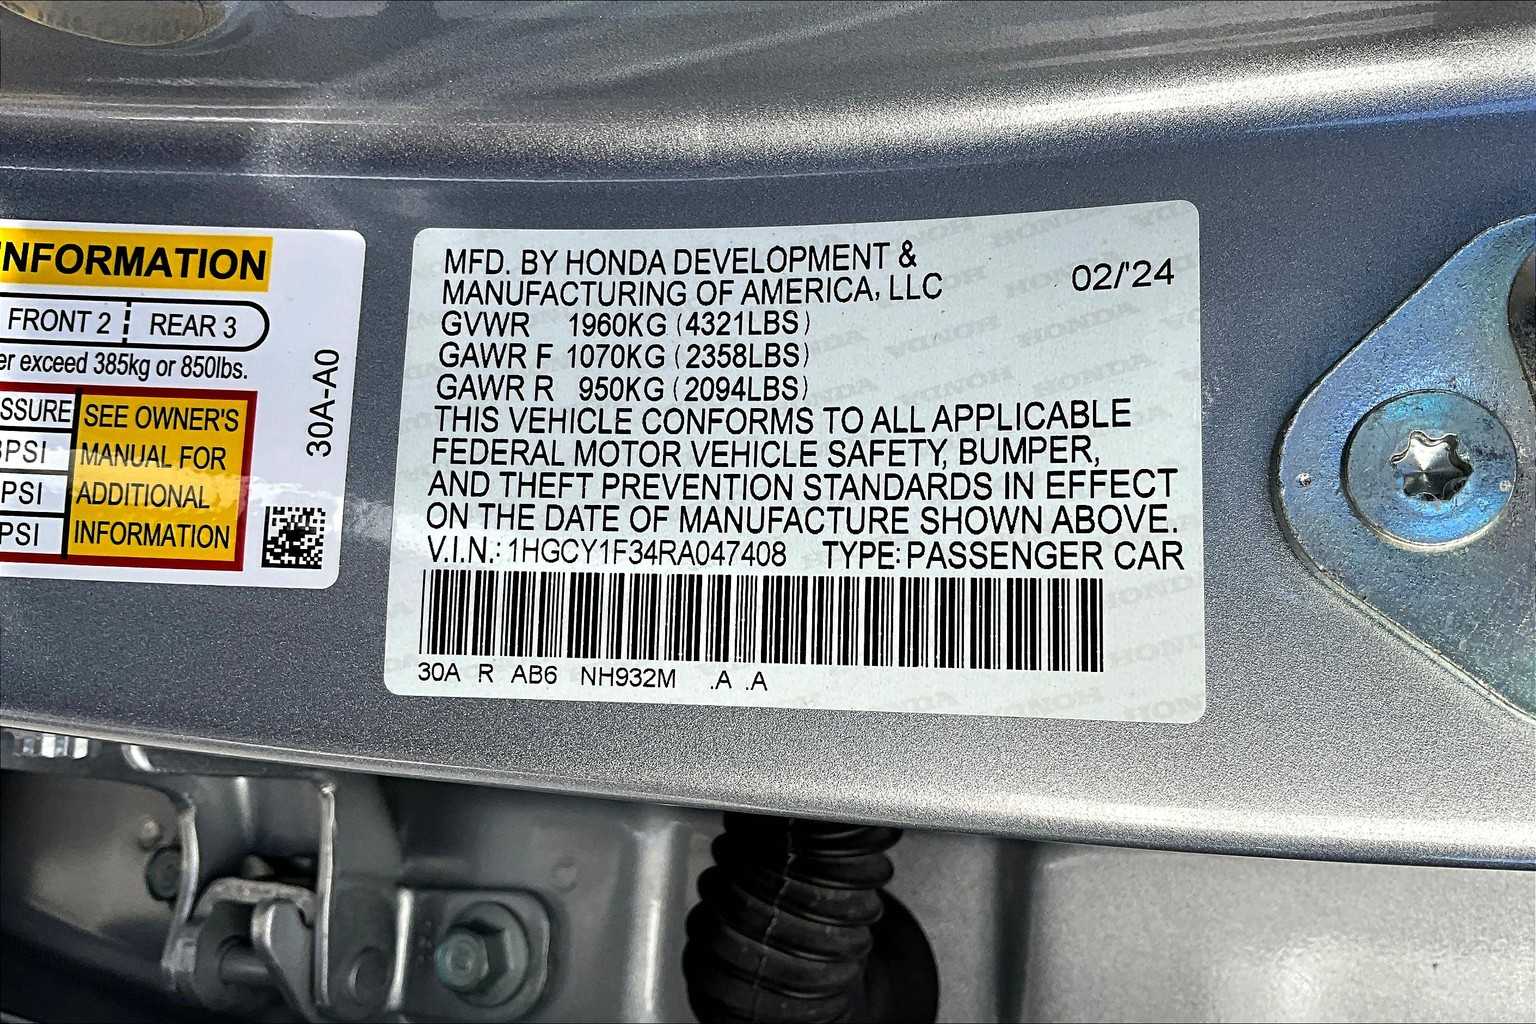 INFORMATION
FRONT 2 REAR 3
exceed 385kg or 850lbs.
SEE OWNER'S
MANUAL FOR
PSI
ADDITIONAL
PSI
INFORMATION
PSI
30A-A0
MFD. BY HONDA DEVELOPMENT &
MANUFACTURING OF AMERICA, LLC 02/'24
GVWR 1960KG (4321LBS)
GAWR F 1070KG (2358LBS)
GAWR R 950KG (2094LBS)
THIS VEHICLE CONFORMS TO ALL APPLICABLE
FEDERAL MOTOR VEHICLE SAFETY, BUMPER,
AND THEFT PREVENTION STANDARDS IN EFFECT
ON THE DATE OF MANUFACTURE SHOWN ABOVE.
V.I.N.: 1HGCY1F34RA047408 TYPE: PASSENGER CAR
30A R AB6 NH932M .A .A